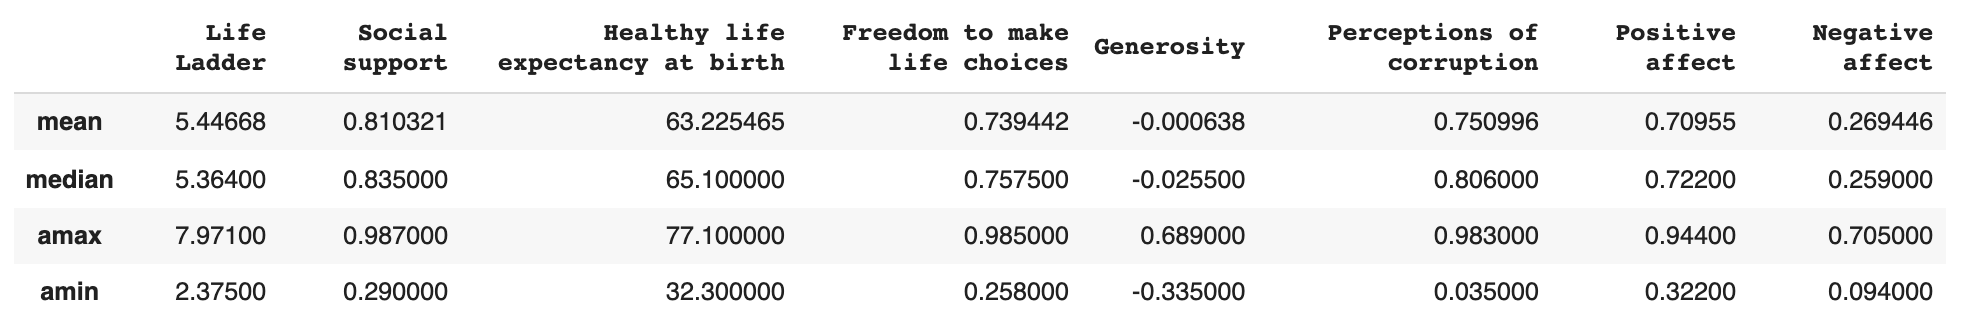 Life Ladder Social support Healthy life expectancy at birth Freedom to make life choices Generosity Perceptions of corruption Positive affect Negative affect
mean 5.44668 0.810321 63.225465 0.739442 -0.000638 0.750996 0.70955 0.269446
median 5.36400 0.835000 65.100000 0.757500 -0.025500 0.806000 0.72200 0.259000
amax 7.97100 0.987000 77.100000 0.985000 0.689000 0.983000 0.94400 0.705000
amin 2.37500 0.290000 32.300000 0.258000 -0.335000 0.035000 0.32200 0.094000